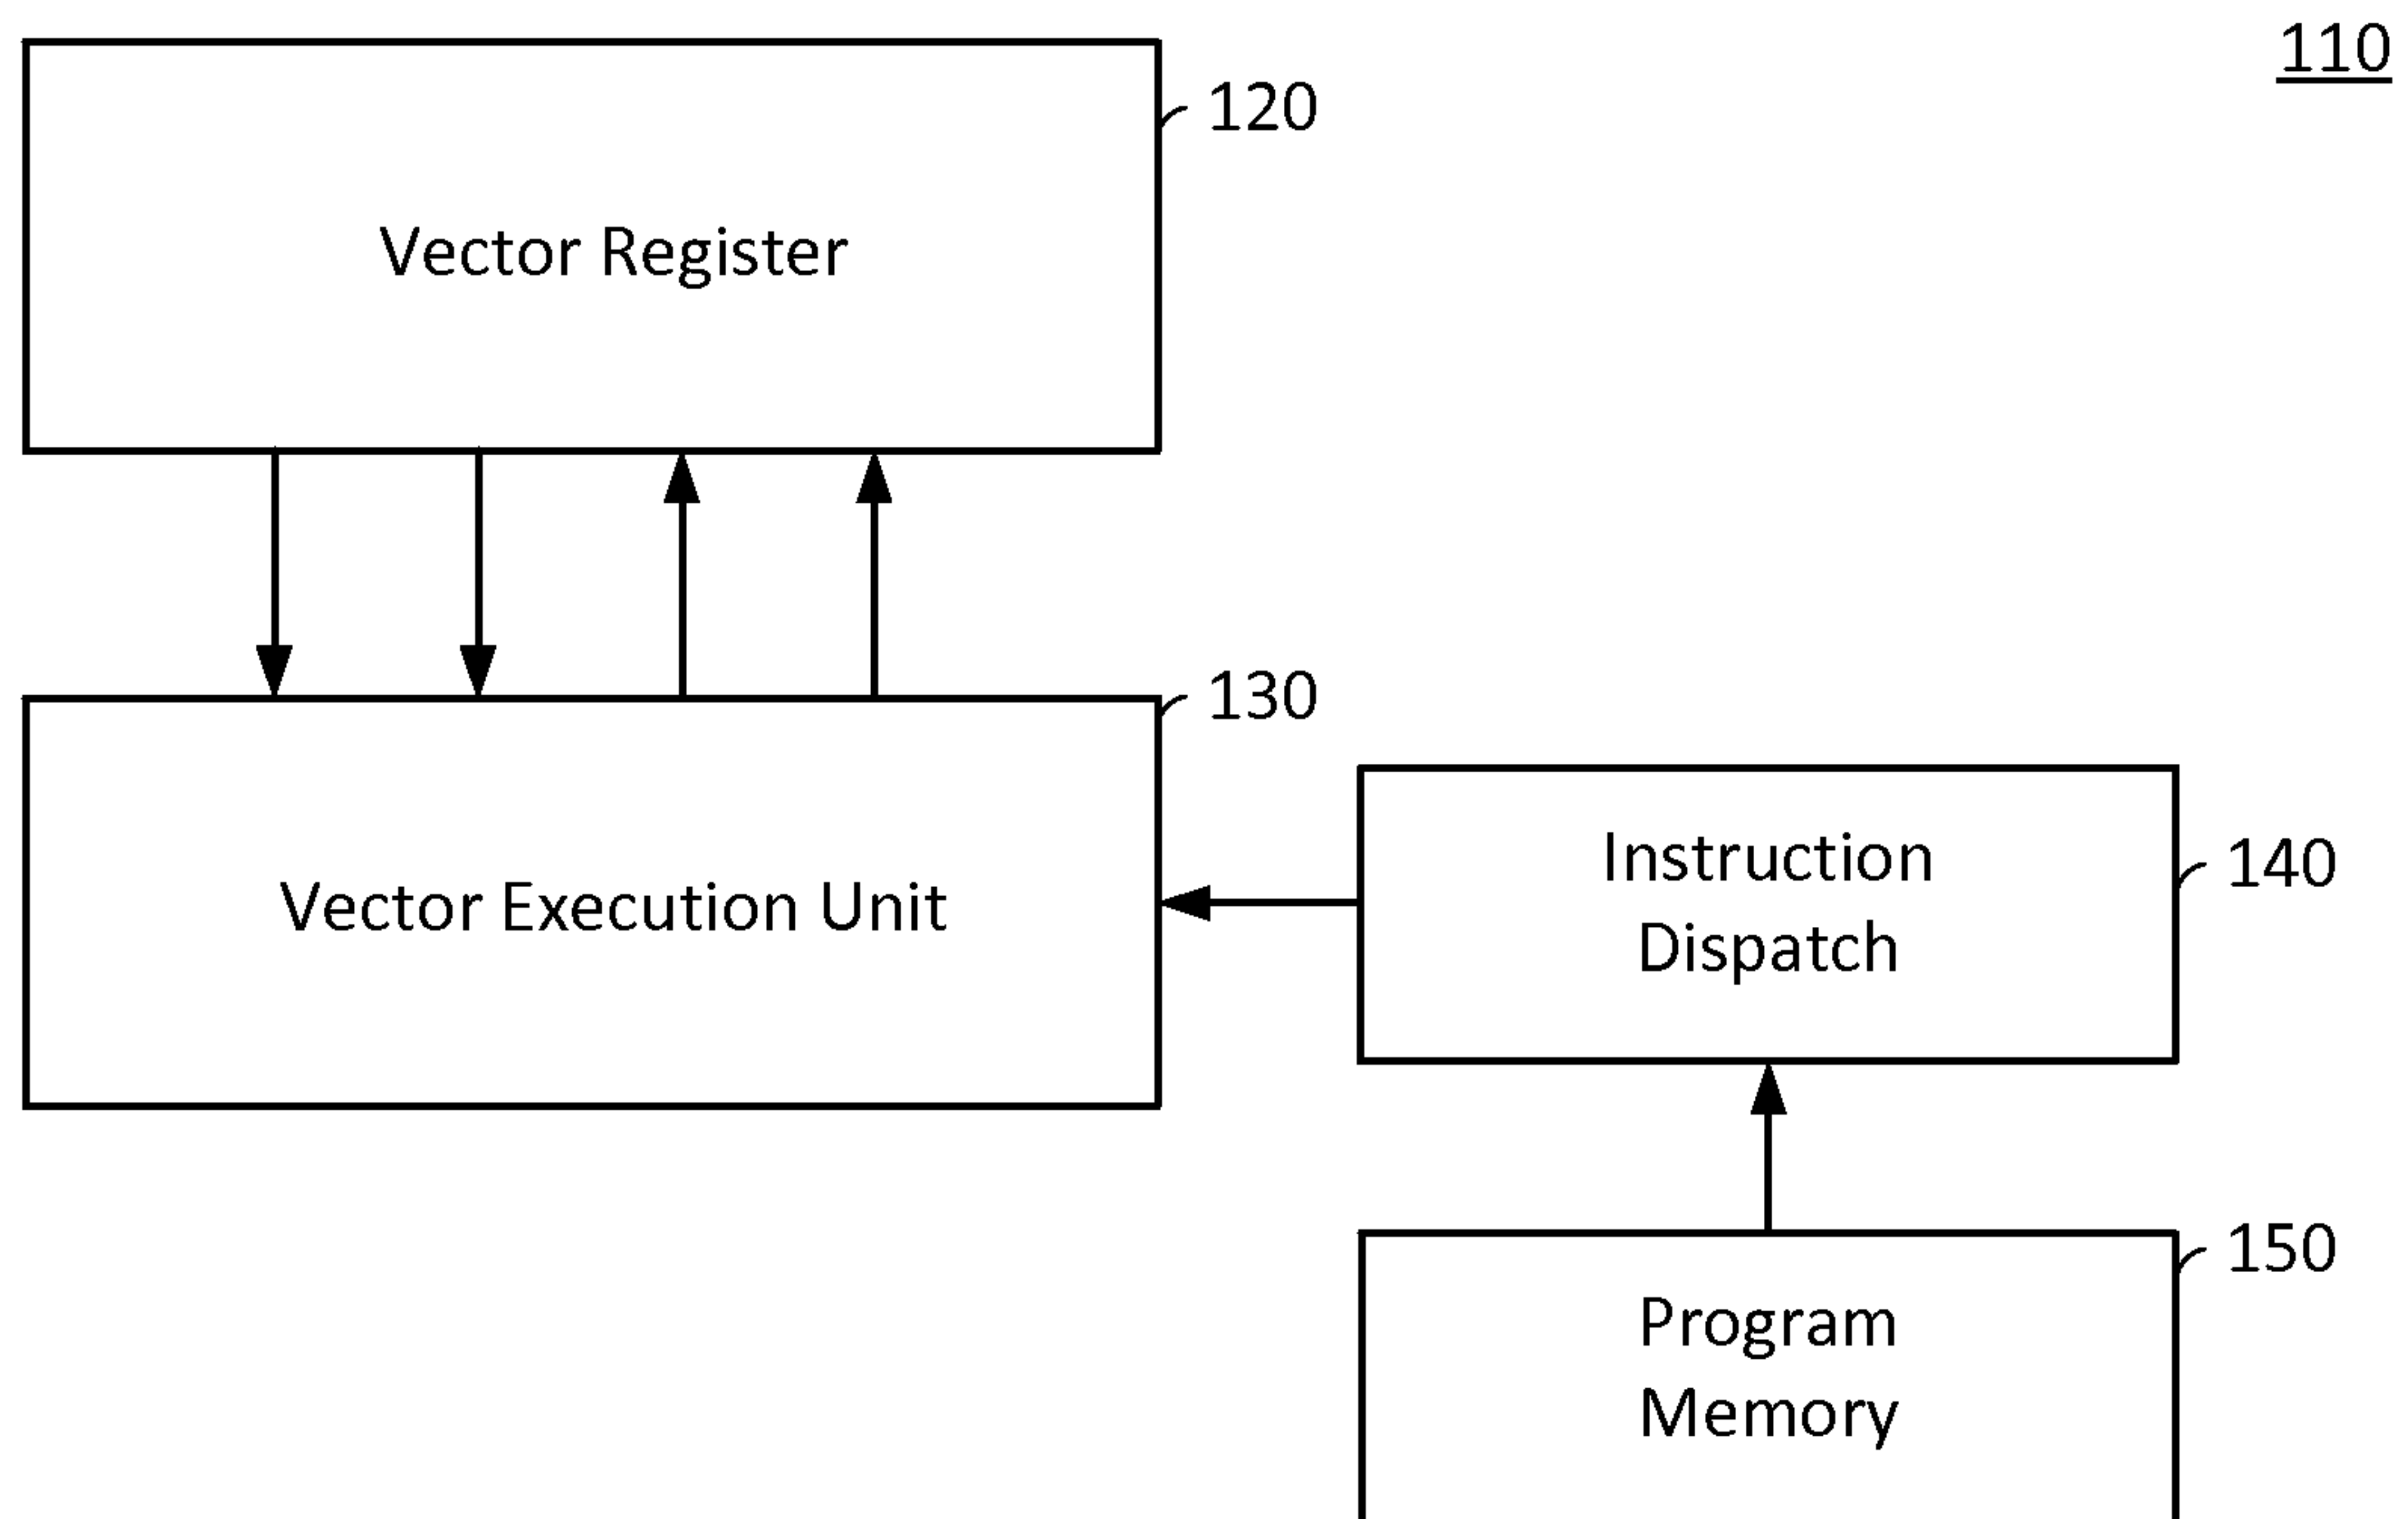 110
120
Vector Register
130
Vector Execution Unit
Instruction
Dispatch
140
150
Program
Memory